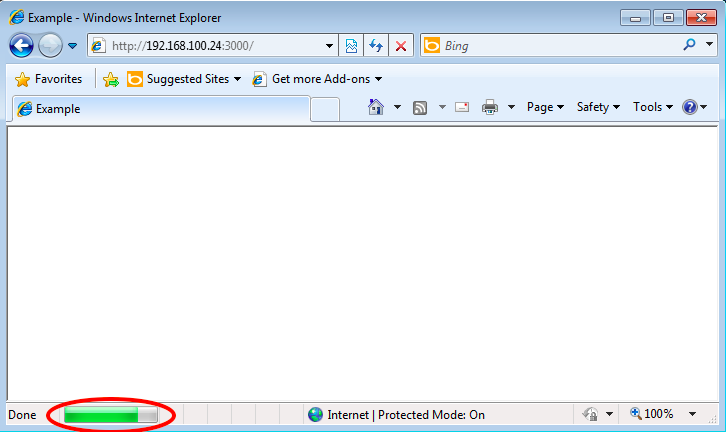 Example - Windows Internet Explorer
http://192.168.100.24:3000/
Bing
Favorites Suggested Sites Get more Add-ons
Example Page Safety Tools
Done Internet | Protected Mode: On 100%